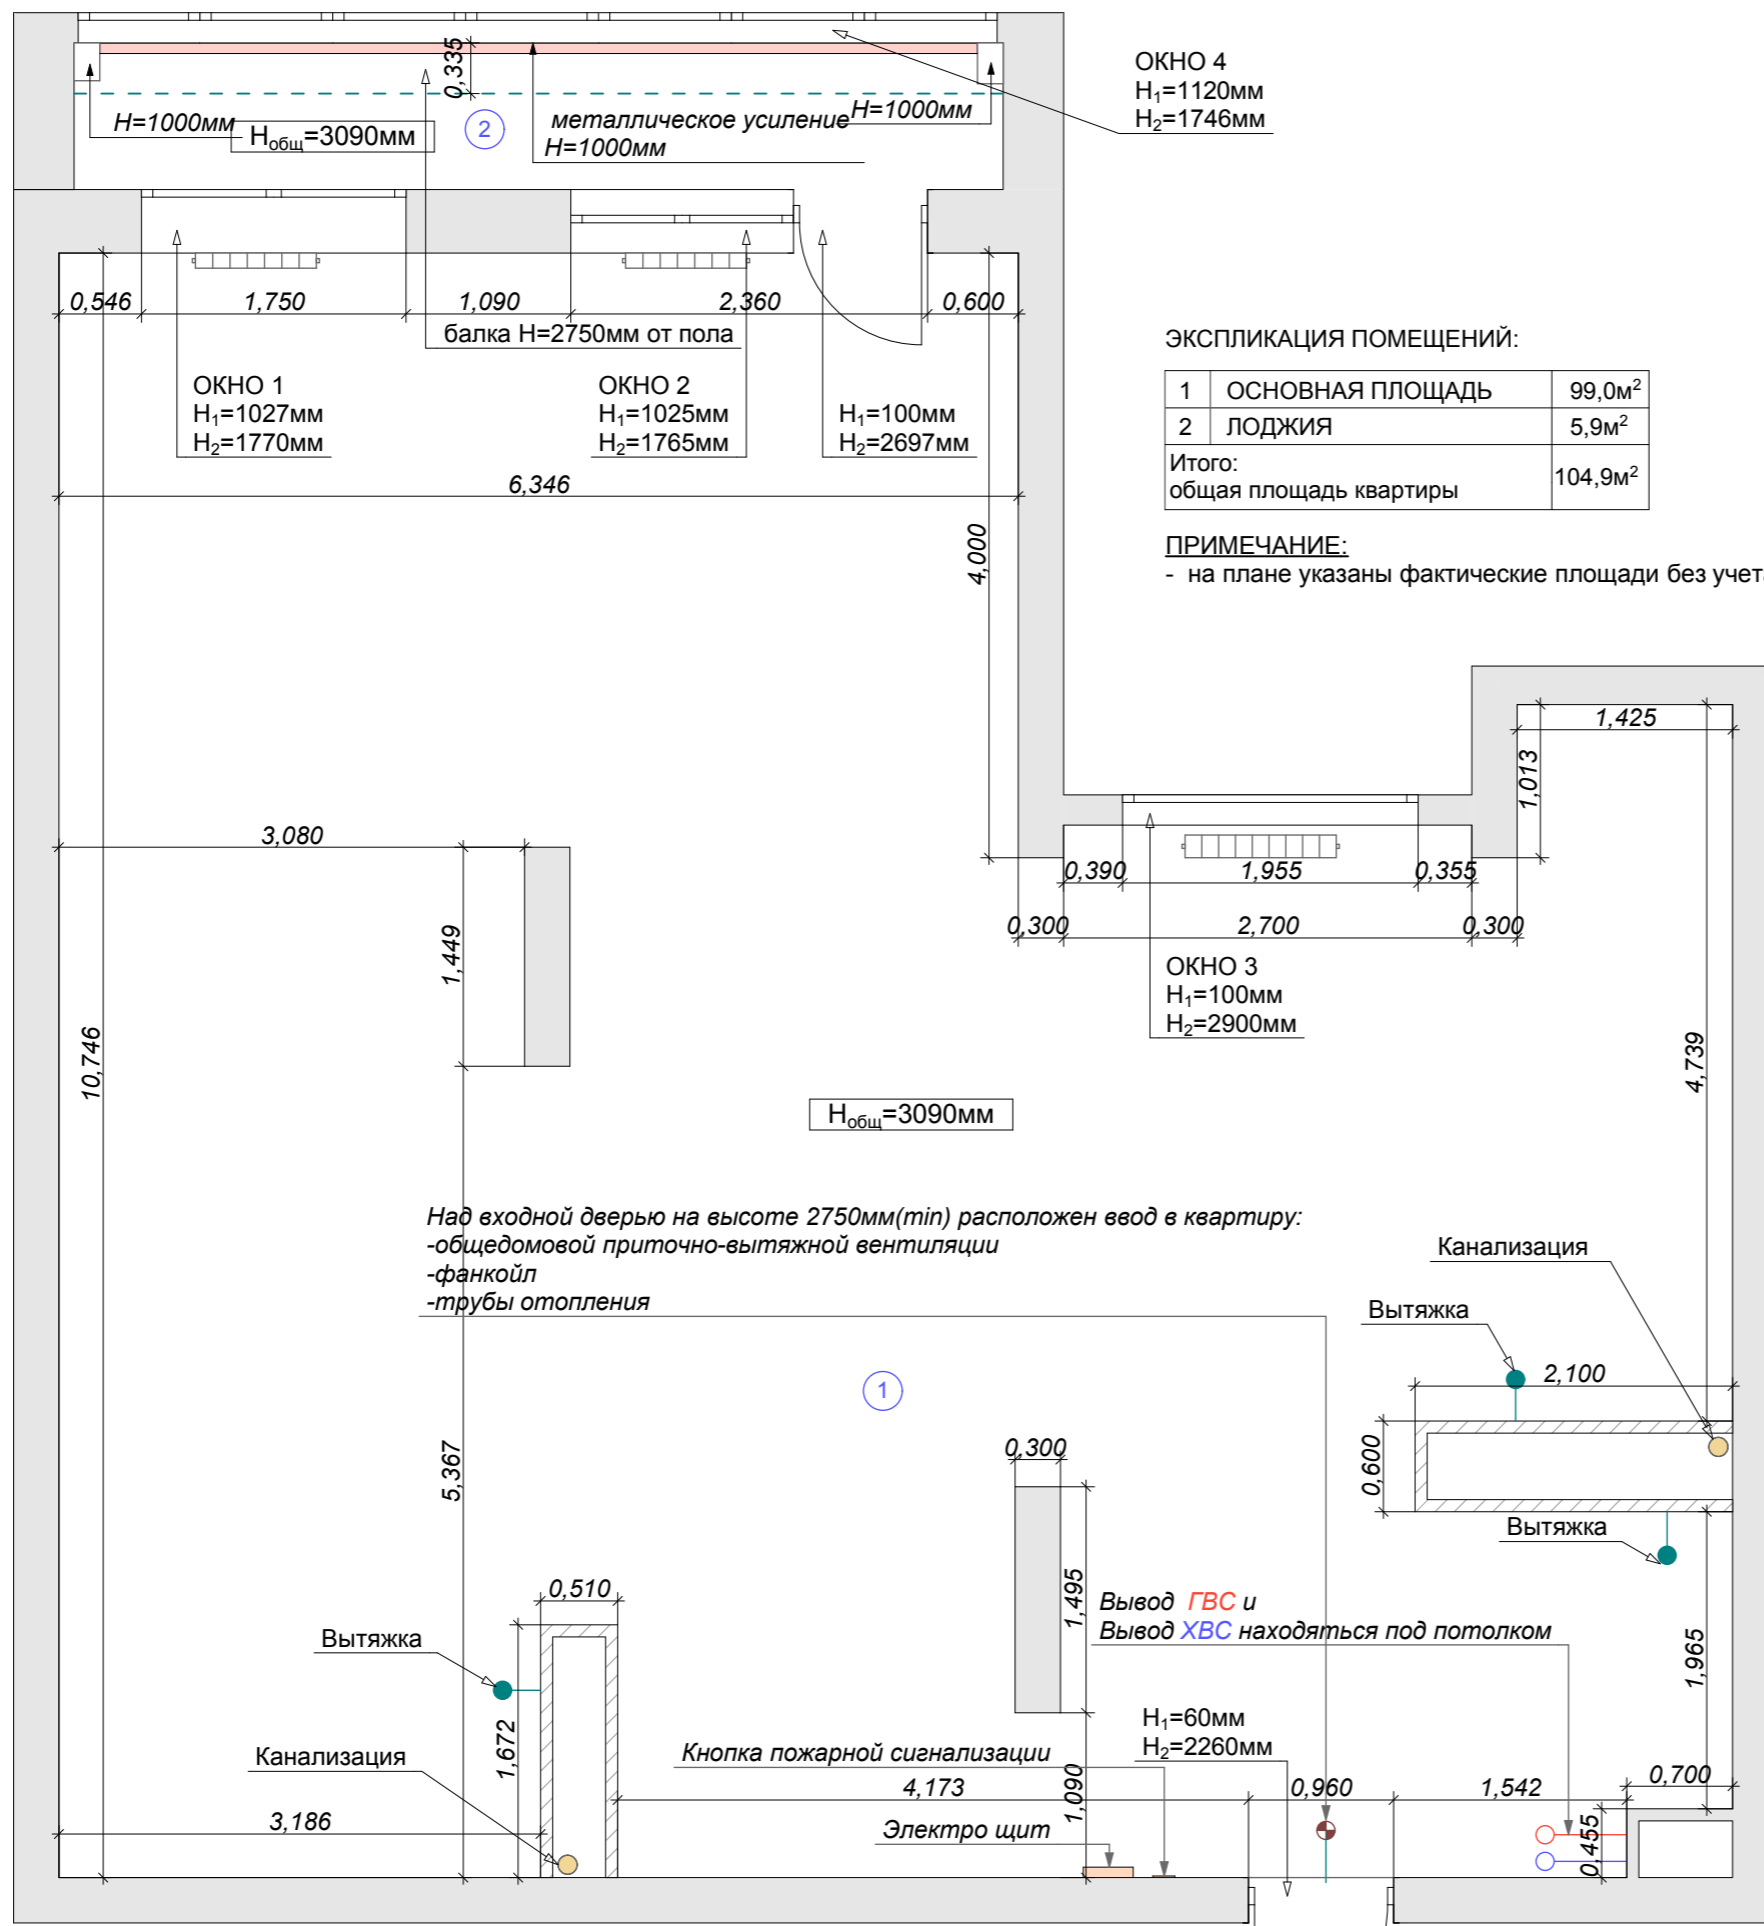 0,335
ОКНО 4
H₁=1120мм
H₂=1746мм
H=1000мм
Hобщ=3090мм
2
металлическое усиление
H=1000мм
H=1000мм
0,546
1,750
1,090
2,360
0,600
балка H=2750мм от пола
ОКНО 1
H₁=1027мм
H₂=1770мм
ОКНО 2
H₁=1025мм
H₂=1765мм
H₁=100мм
H₂=2697мм
6,346
4,000
ЭКСПЛИКАЦИЯ ПОМЕЩЕНИЙ:
1 ОСНОВНАЯ ПЛОЩАДЬ 99,0м²
2 ЛОДЖИЯ 5,9м²
Итого:
общая площадь квартиры 104,9м²
ПРИМЕЧАНИЕ:
- на плане указаны фактические площади без учет
1,425
1,013
3,080
0,390
1,955
0,355
0,300
2,700
0,300
1,449
ОКНО 3
H₁=100мм
H₂=2900мм
10,746
4,739
Hобщ=3090мм
Над входной дверью на высоте 2750мм(min) расположен ввод в квартиру:
-общедомовой приточно-вытяжной вентиляции
-фанкойл
-трубы отопления
Канализация
Вытяжка
2,100
1
0,300
5,367
0,600
Вытяжка
0,510
1,495
Вывод ГВС и
Вывод ХВС находяться под потолком
Вытяжка
1,965
1,672
H₁=60мм
H₂=2260мм
Канализация
Кнопка пожарной сигнализации
1,090
4,173
0,960
1,542
0,700
3,186
Электро щит
0,455